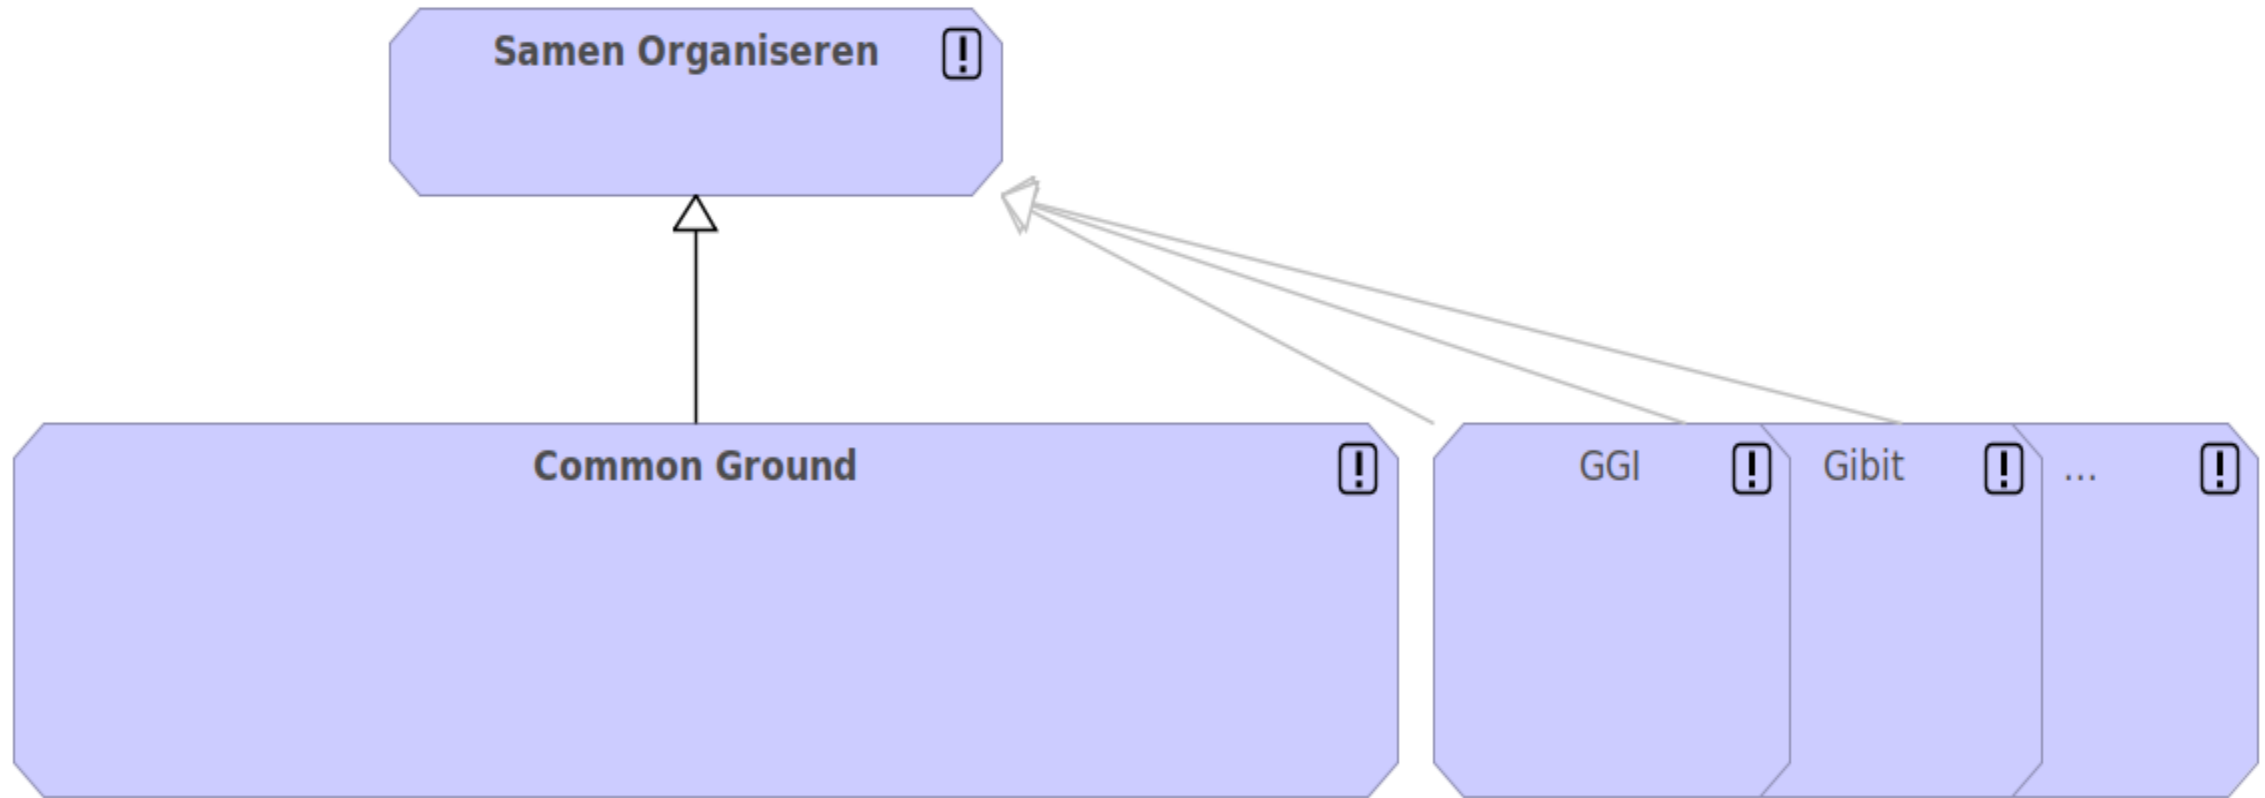 Samen Organiseren
Common Ground
GGI
Gibit
...